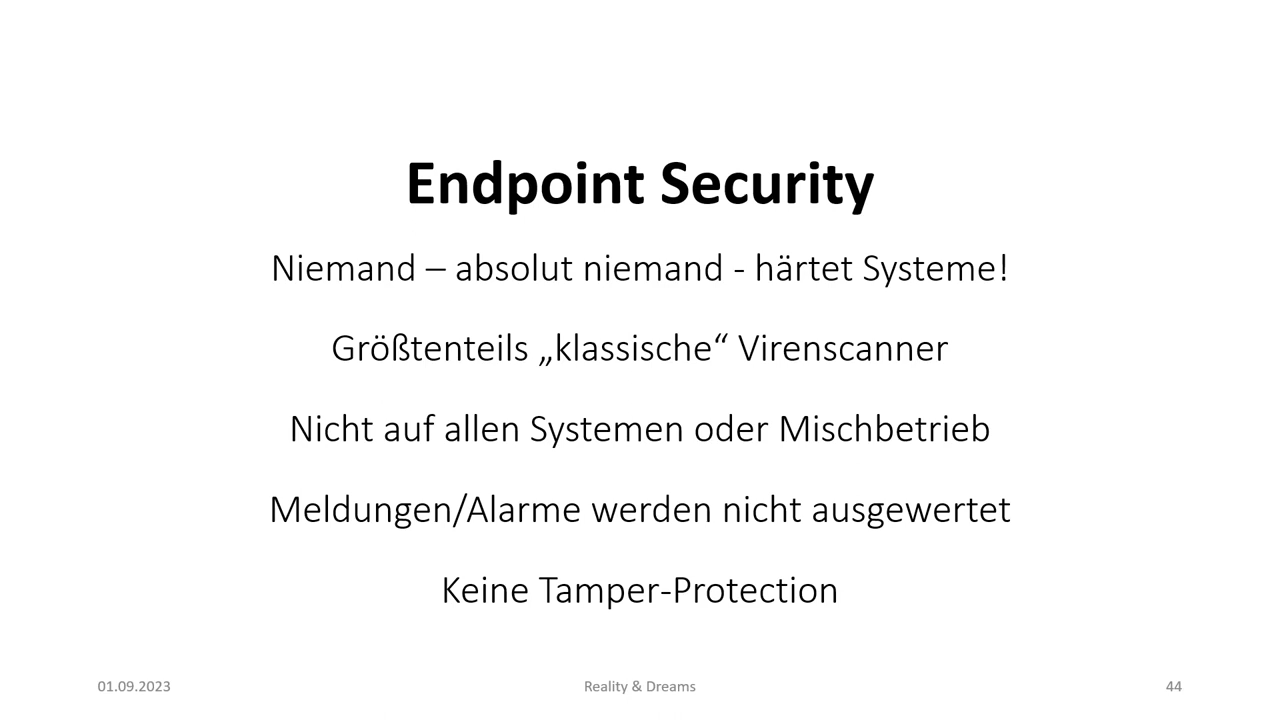 Endpoint Security
Niemand – absolut niemand - härtet Systeme!
Größtenteils „klassische“ Virenscanner
Nicht auf allen Systemen oder Mischbetrieb
Meldungen/Alarme werden nicht ausgewertet
Keine Tamper-Protection
01.09.2023
Reality & Dreams
44